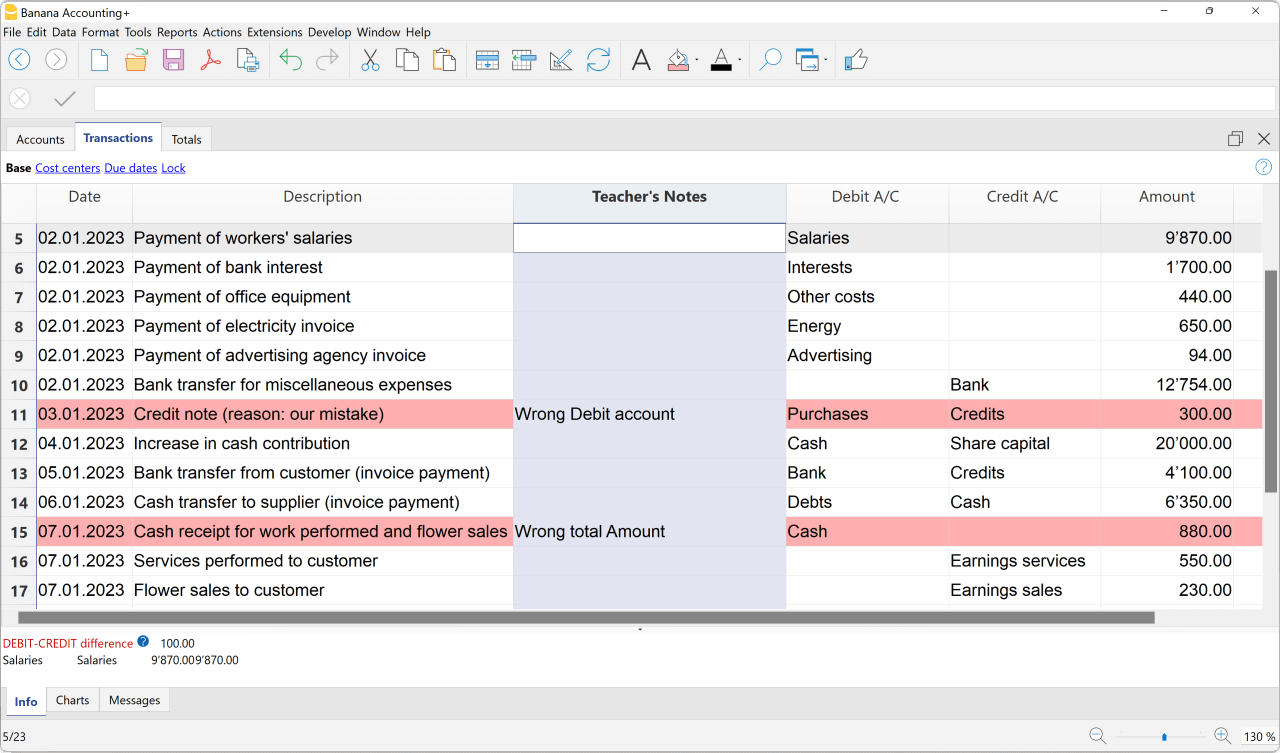 Banana Accounting+
File Edit Data Format Tools Reports Actions Extensions Develop Window Help
Accounts Transactions Totals
Base Cost centers Due dates Lock
Date Description Teacher's Notes Debit A/C Credit A/C Amount
5 02.01.2023 Payment of workers' salaries Salaries 9’870.00
6 02.01.2023 Payment of bank interest Interests 1’700.00
7 02.01.2023 Payment of office equipment Other costs 440.00
8 02.01.2023 Payment of electricity invoice Energy 650.00
9 02.01.2023 Payment of advertising agency invoice Advertising 94.00
10 02.01.2023 Bank transfer for miscellaneous expenses Bank 12’754.00
11 03.01.2023 Credit note (reason: our mistake) Wrong Debit account Purchases Credits 300.00
12 04.01.2023 Increase in cash contribution Cash Share capital 20’000.00
13 05.01.2023 Bank transfer from customer (invoice payment) Bank Credits 4’100.00
14 06.01.2023 Cash transfer to supplier (invoice payment) Debts Cash 6’350.00
15 07.01.2023 Cash receipt for work performed and flower sales Wrong total Amount Cash 880.00
16 07.01.2023 Services performed to customer Earnings services 550.00
17 07.01.2023 Flower sales to customer Earnings sales 230.00
DEBIT-CREDIT difference ? 100.00
Salaries Salaries 9’870.009’870.00
Info Charts Messages
5/23 130 %